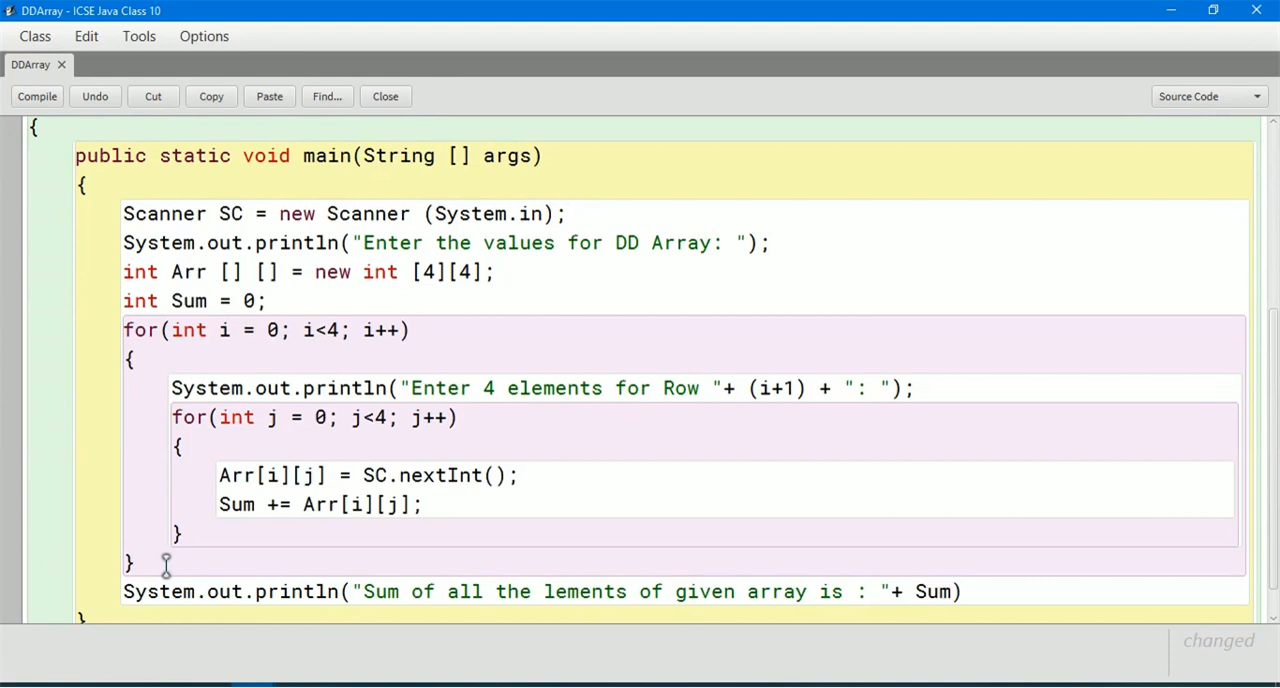 DDArray - ICSE Java Class 10
Class Edit Tools Options
DDArray
Compile Undo Cut Copy Paste Find... Close Source Code
{
public static void main(String [] args)
{
Scanner SC = new Scanner (System.in);
System.out.println("Enter the values for DD Array: ");
int Arr [] [] = new int [4][4];
int Sum = 0;
for(int i = 0; i<4; i++)
{
System.out.println("Enter 4 elements for Row "+ (i+1) + ": ");
for(int j = 0; j<4; j++)
{
Arr[i][j] = SC.nextInt();
Sum += Arr[i][j];
}
}
System.out.println("Sum of all the lements of given array is : "+ Sum)
}
changed